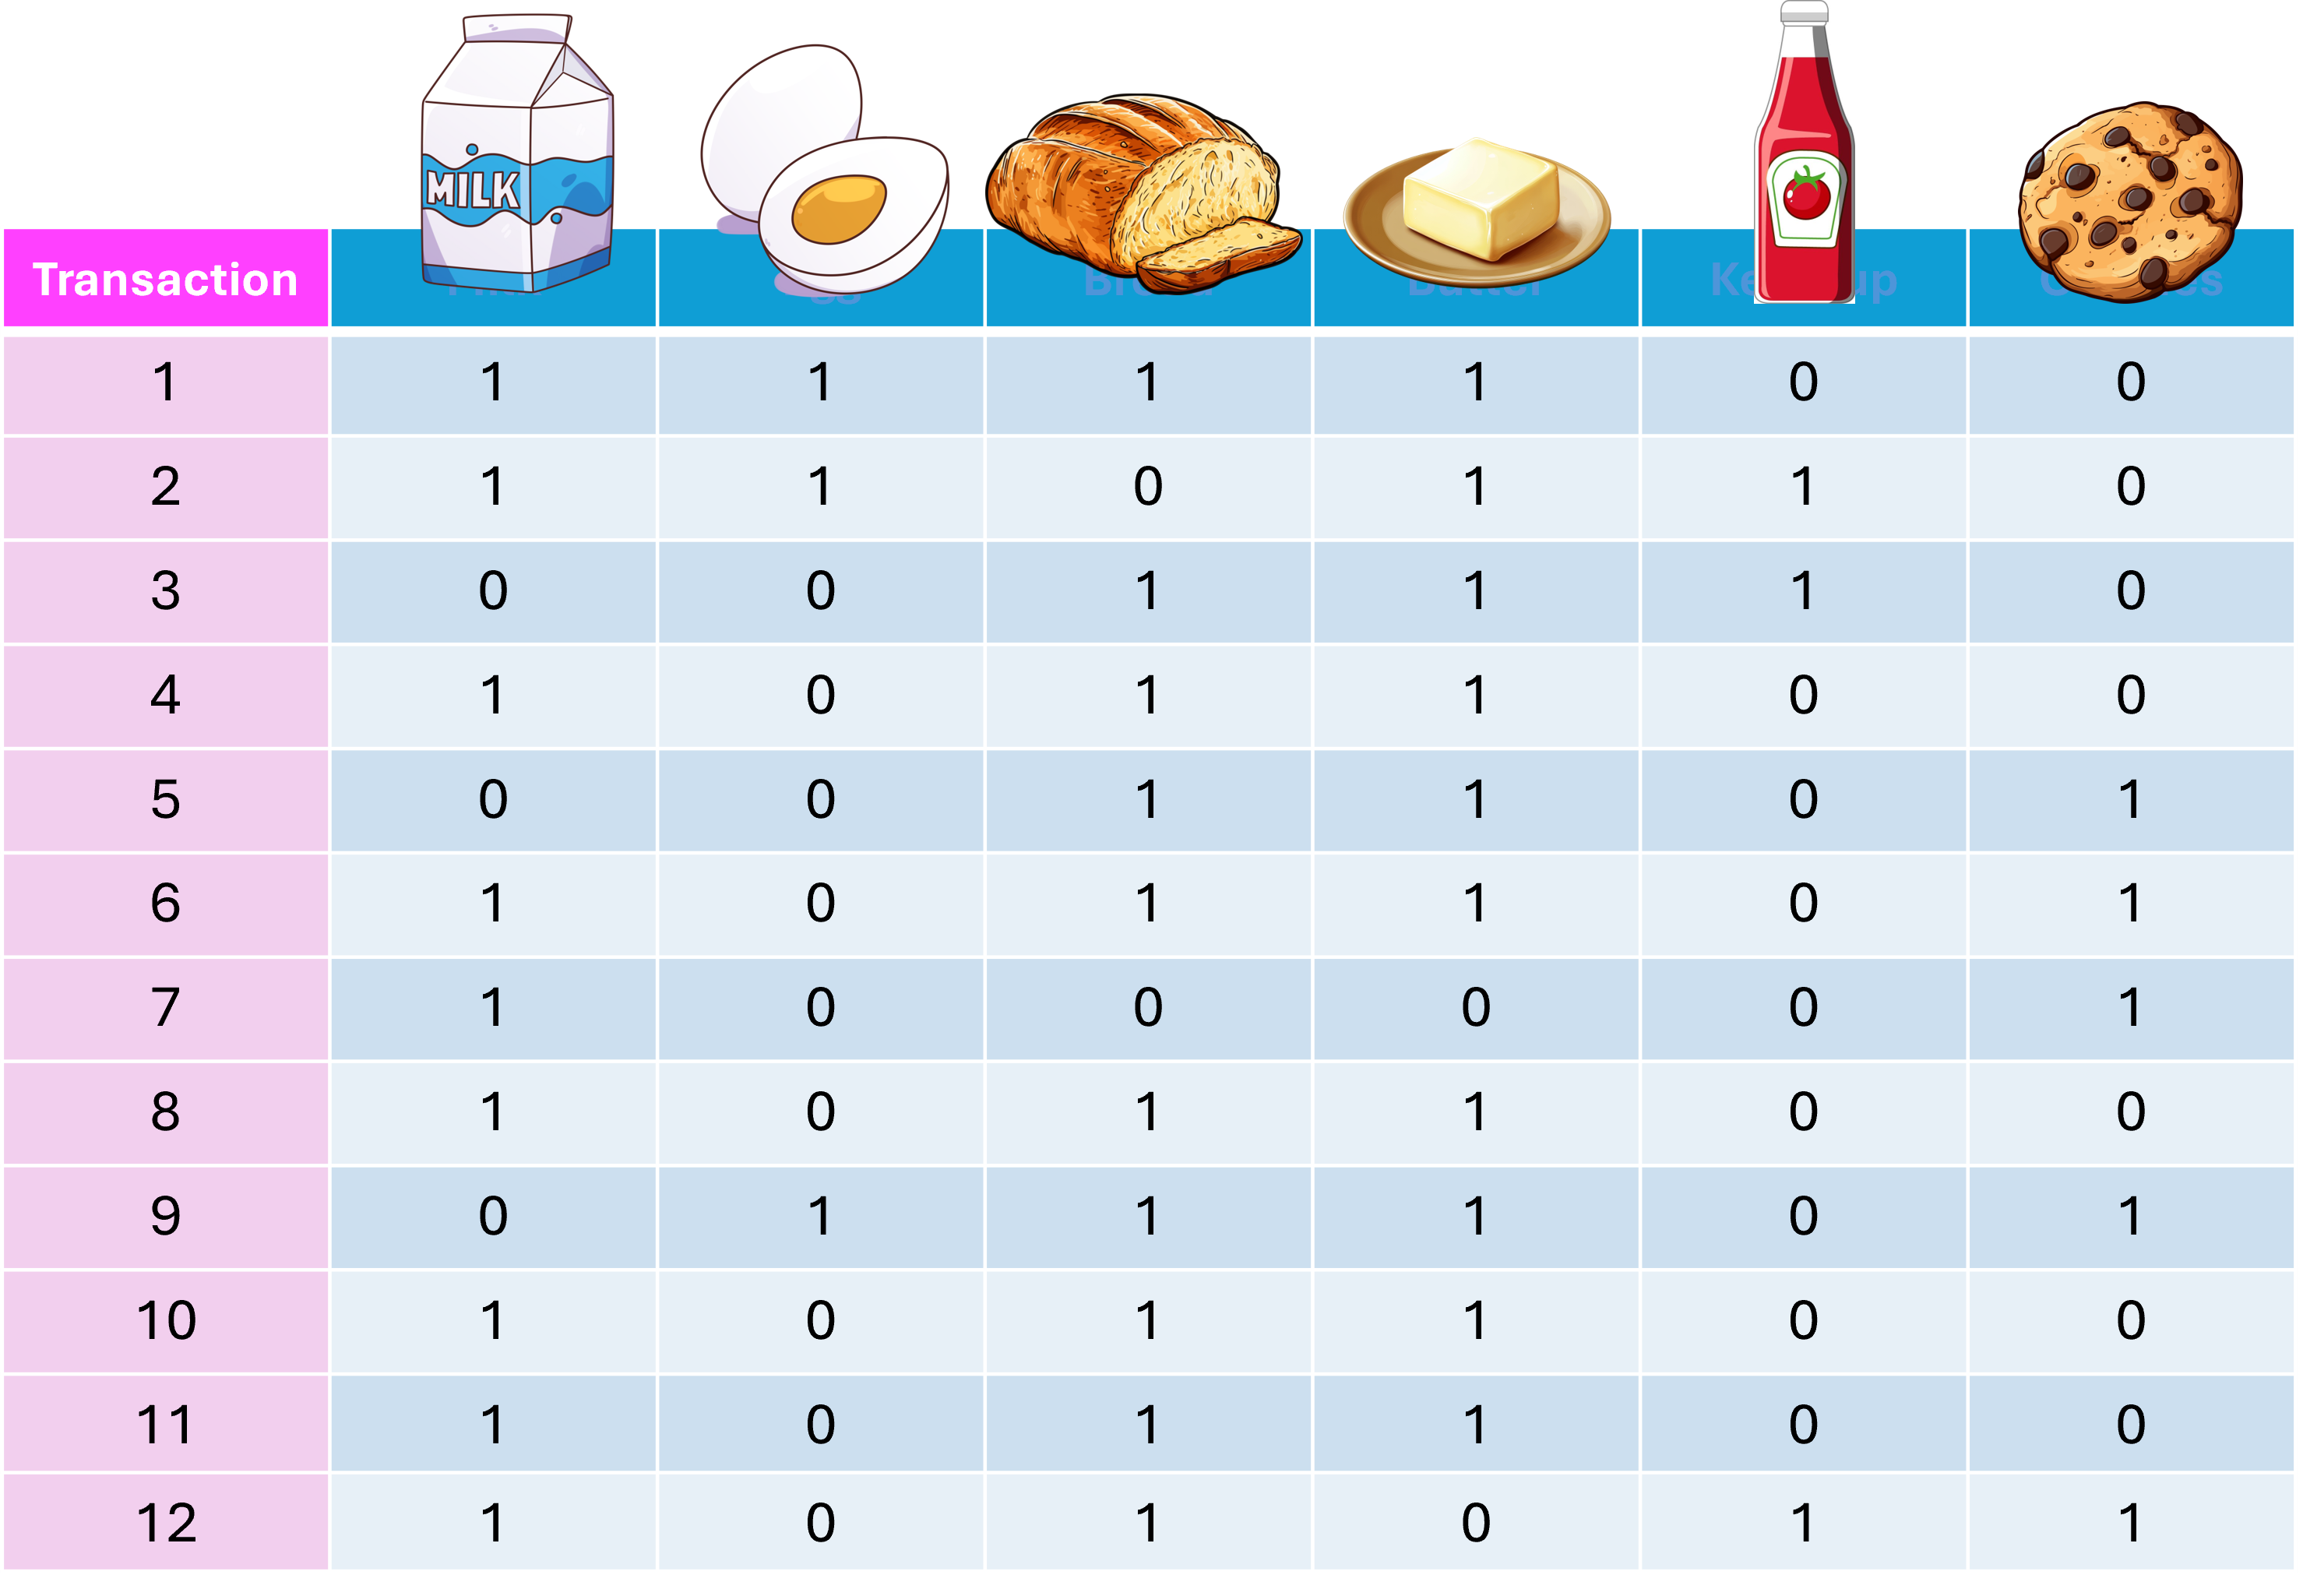 MILK
Transaction
1 1 1 1 1 0 0
2 1 1 0 1 1 0
3 0 0 1 1 1 0
4 1 0 1 1 0 0
5 0 0 1 1 0 1
6 1 0 1 1 0 1
7 1 0 0 0 0 1
8 1 0 1 1 0 0
9 0 1 1 1 0 1
10 1 0 1 1 0 0
11 1 0 1 1 0 0
12 1 0 1 0 1 1